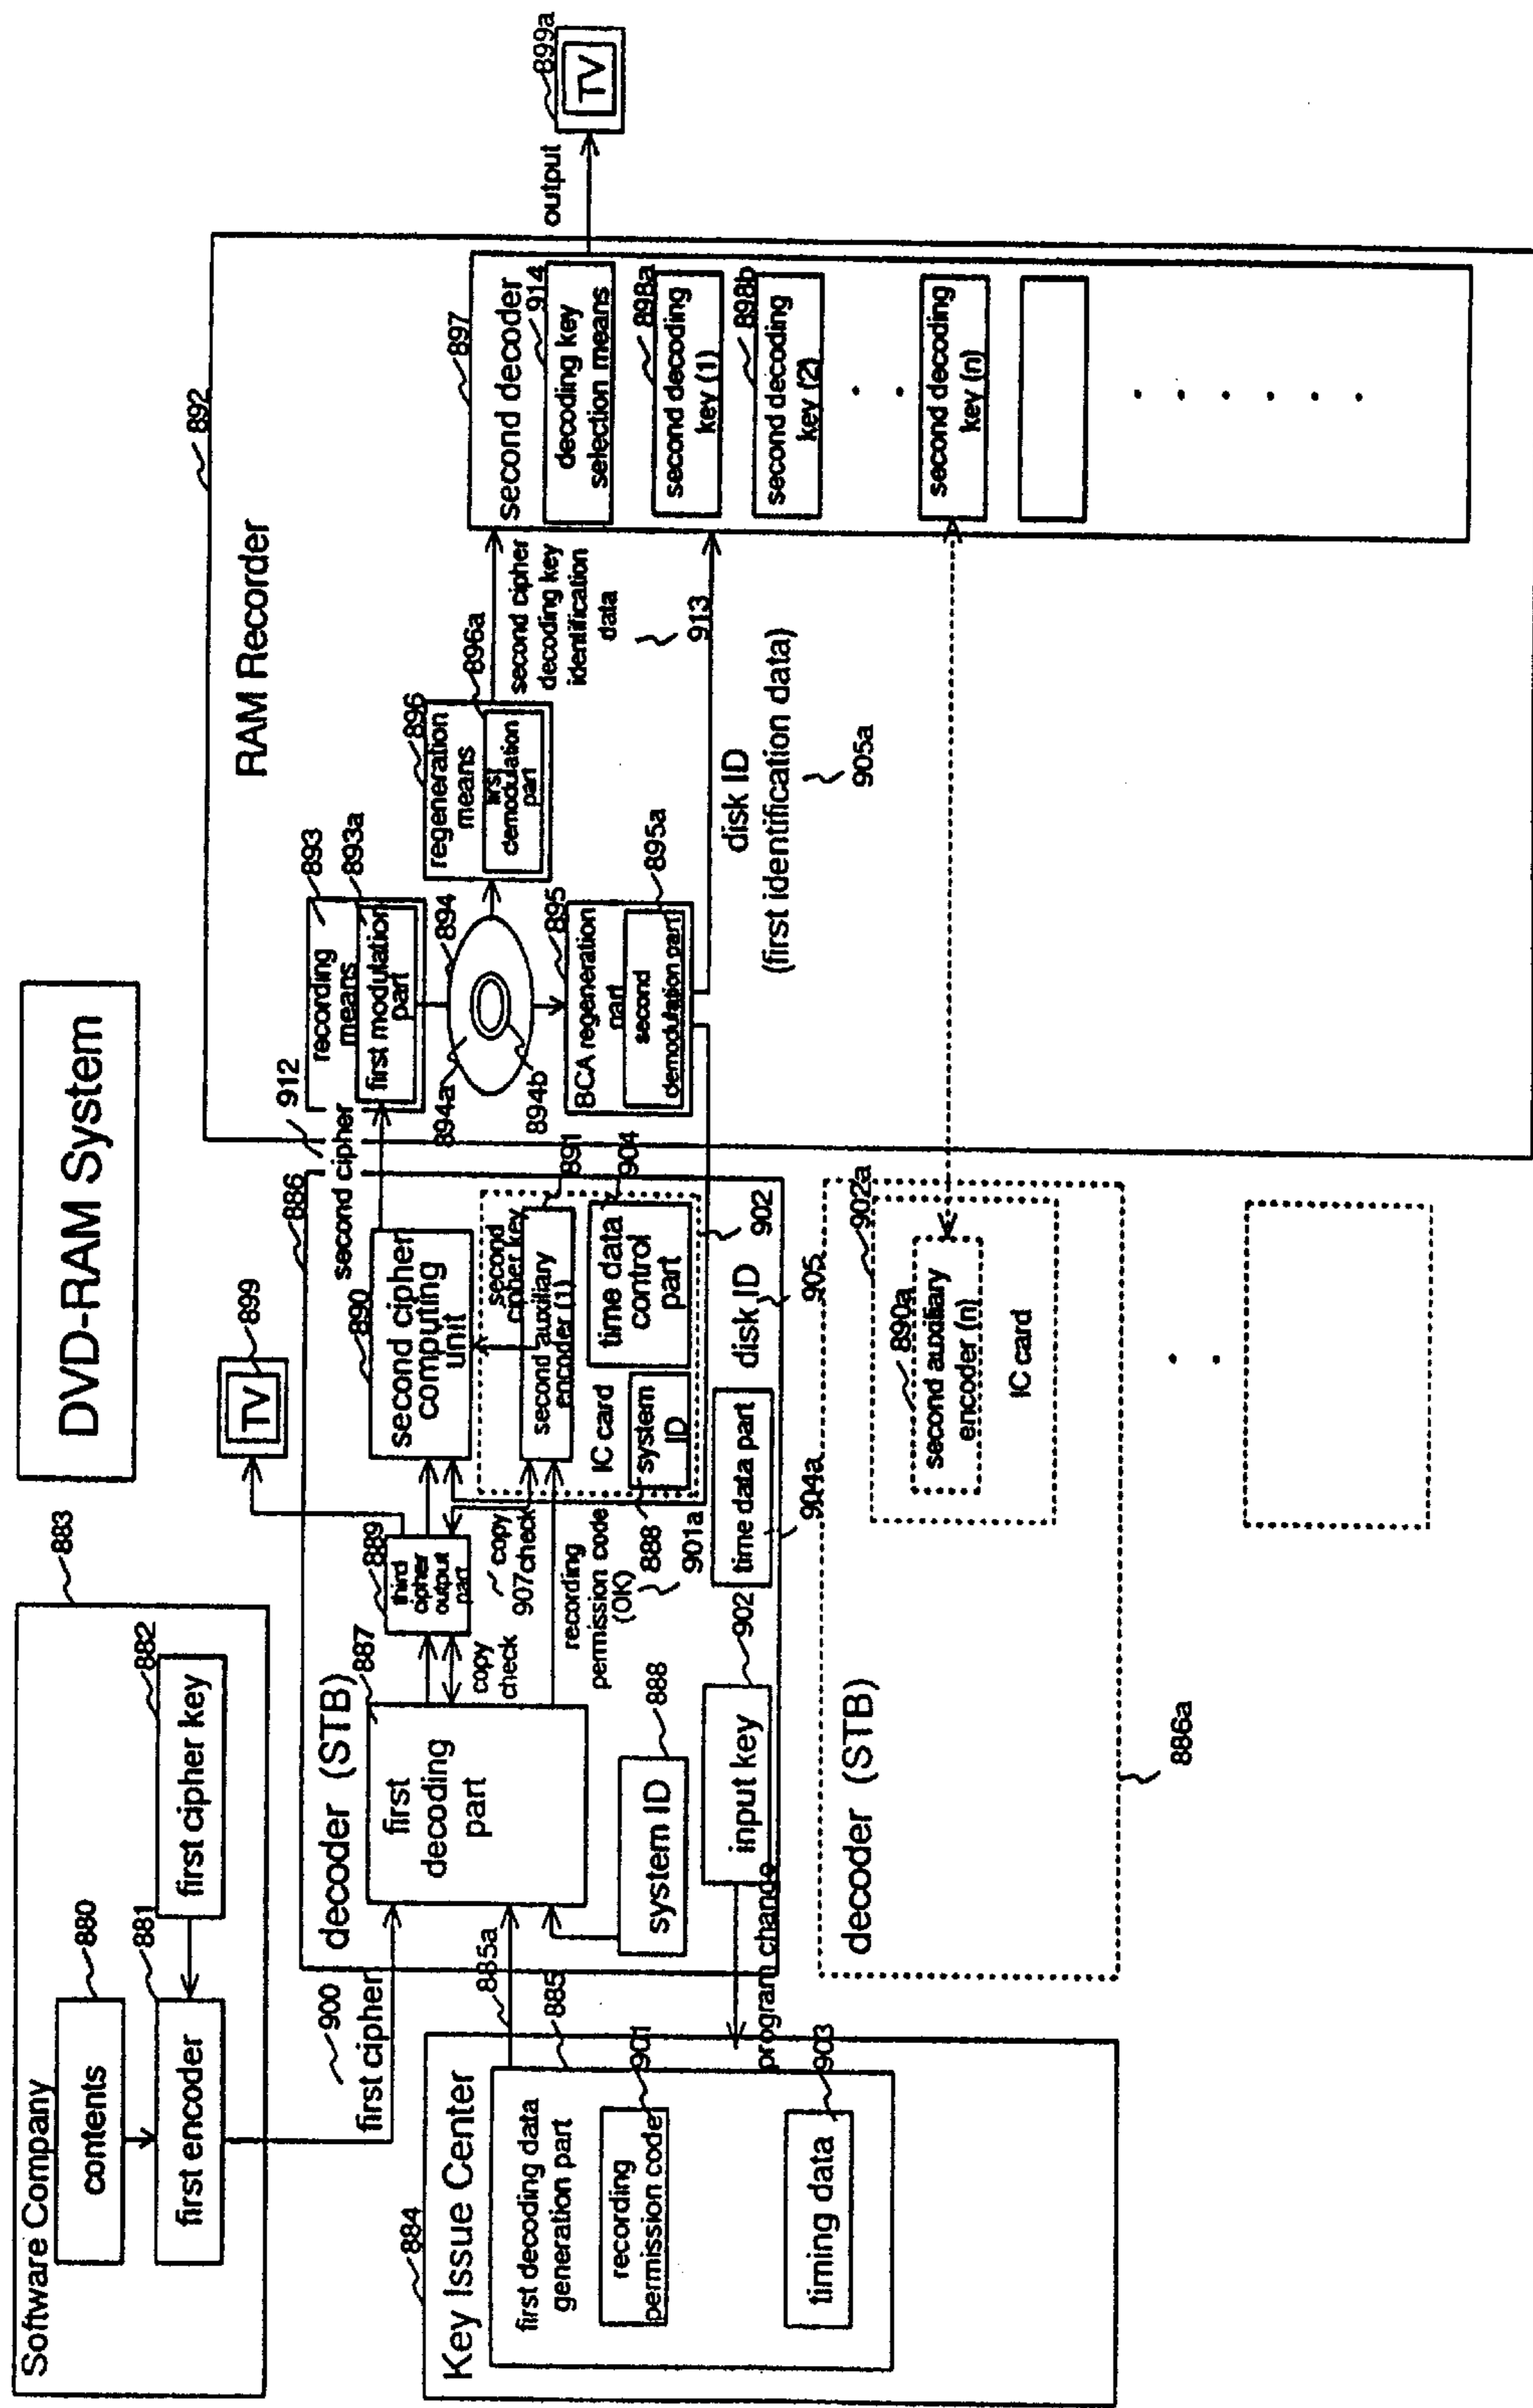 DVD-RAM System
Software Company
883
contents
880
first encoder
881
first cipher key
882
900
first cipher
884
Key Issue Center
885a
885
first decoding data
generation part
901
recording
permission code
903
timing data
program change
886
decoder (STB)
887
first
decoding
part
system ID
888
input key
902
copy
check
889
third
cipher
output
part
copy
907check
recording
permission code
(OK)
901a
899
TV
890
second cipher
computing
unit
second
cipher key
891
second auxiliary
encoder (1)
IC card
system
ID
888
904
time data
control
part
902
time data part
904a
disk ID
905
second cipher
912
892
RAM Recorder
recording
means
893
893a
first modulation
part
894
894a
894b
BCA regeneration
part
895
second
demodulation part
895a
regeneration
means
896
896a
first
demodulation
part
second cipher
decoding key
identification
data
913
disk ID
(first identification data)
905a
897
second decoder
914
decoding key
selection means
898a
second decoding
key (1)
898b
second decoding
key (2)
second decoding
key (n)
output
899a
TV
decoder (STB)
886a
902a
890a
second auxiliary
encoder (n)
IC card